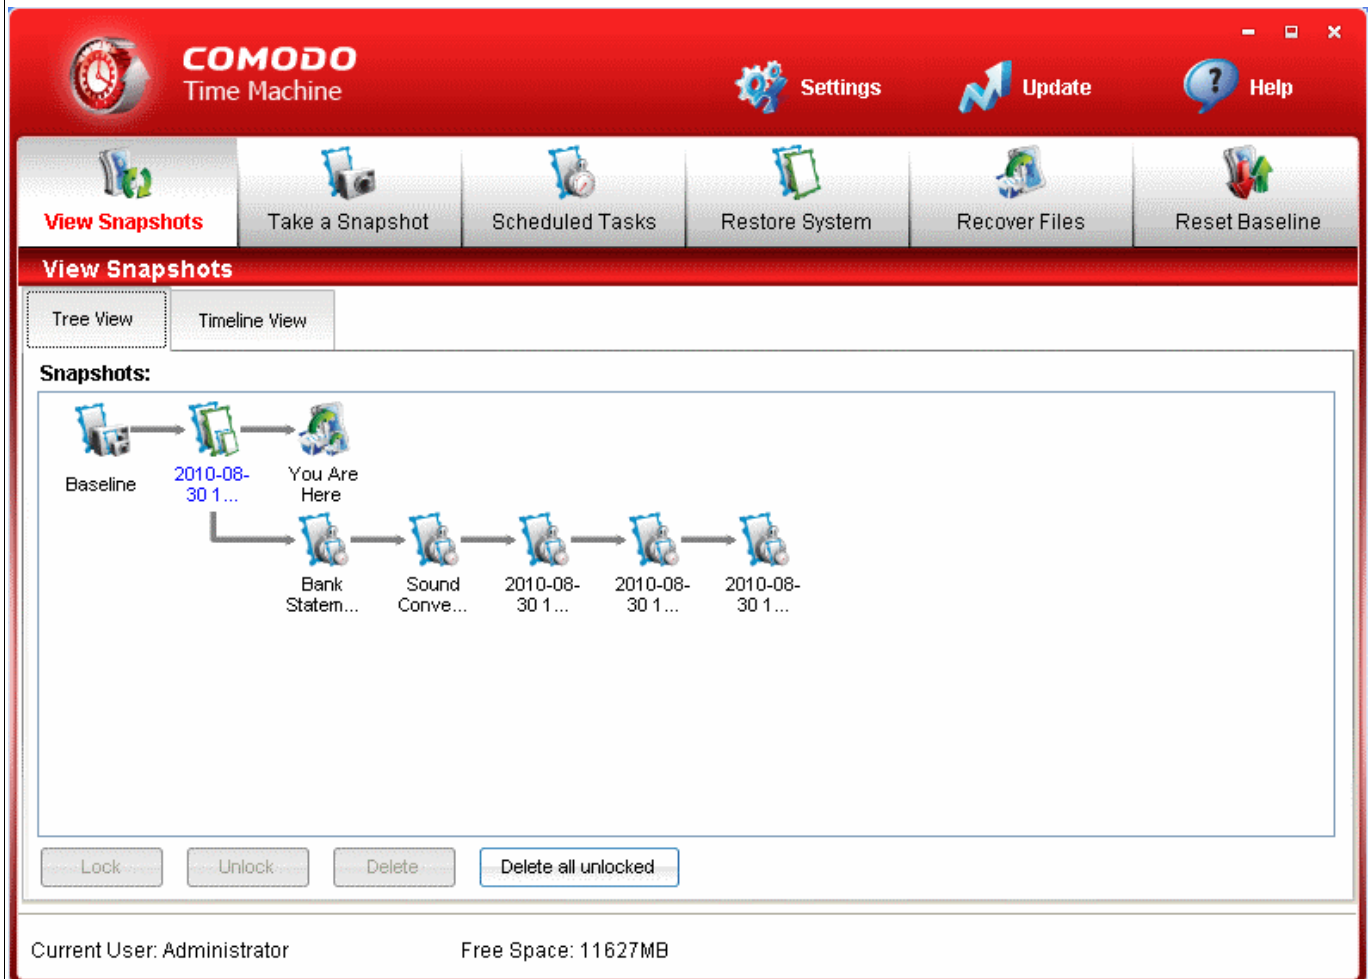 COMODO
Time Machine
Settings
Update
? Help
View Snapshots
Take a Snapshot
Scheduled Tasks
Restore System
Recover Files
Reset Baseline
View Snapshots
Tree View
Timeline View
Snapshots:
Baseline
2010-08-
30 1...
You Are
Here
Bank
Statem...
Sound
Conve...
2010-08-
30 1...
2010-08-
30 1...
2010-08-
30 1...
Lock
Unlock
Delete
Delete all unlocked
Current User: Administrator
Free Space: 11627MB